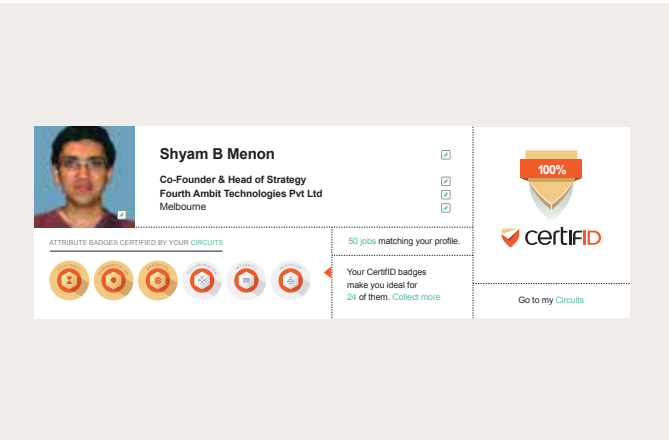 Shyam B Menon
Co-Founder & Head of Strategy
Fourth Ambit Technologies Pvt Ltd
Melbourne
100%
certifID
ATTRIBUTE BADGES CERTIFIED BY YOUR CIRCUITS
50 jobs matching your profile.
Your CertifID badges
make you ideal for
24 of them. Collect more
Go to my Circuits